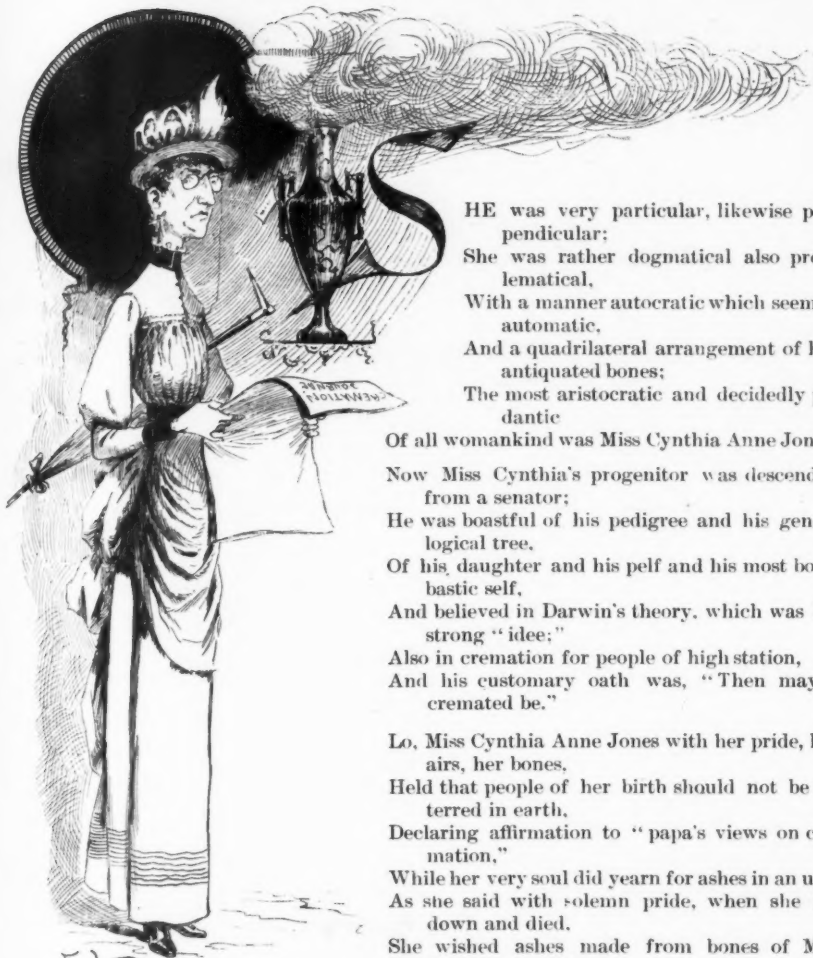 CREMATION
JOURNAL
HE was very particular, likewise p
pendicular;
She was rather dogmatical also pro
lematical,
With a manner autocratic which seem
automatic,
And a quadrilateral arrangement of h
antiquated bones;
The most aristocratic and decidedly
dantic
Of all womankind was Miss Cynthia Anne Jon
Now Miss Cynthia's progenitor was descend
from a senator;
He was boastful of his pedigree and his gen
logical tree,
Of his daughter and his pelf and his most bo
bastic self,
And believed in Darwin's theory, which was
strong "idee;"
Also in cremation for people of high station,
And his customary oath was, "Then may
cremated be."
Lo, Miss Cynthia Anne Jones with her pride, h
airs, her bones,
Held that people of her birth should not be
terred in earth,
Declaring affirmation to "papa's views on c
mation,"
While her very soul did yearn for ashes in an u
As she said with solemn pride, when she
down and died,
She wished ashes made from bones of M